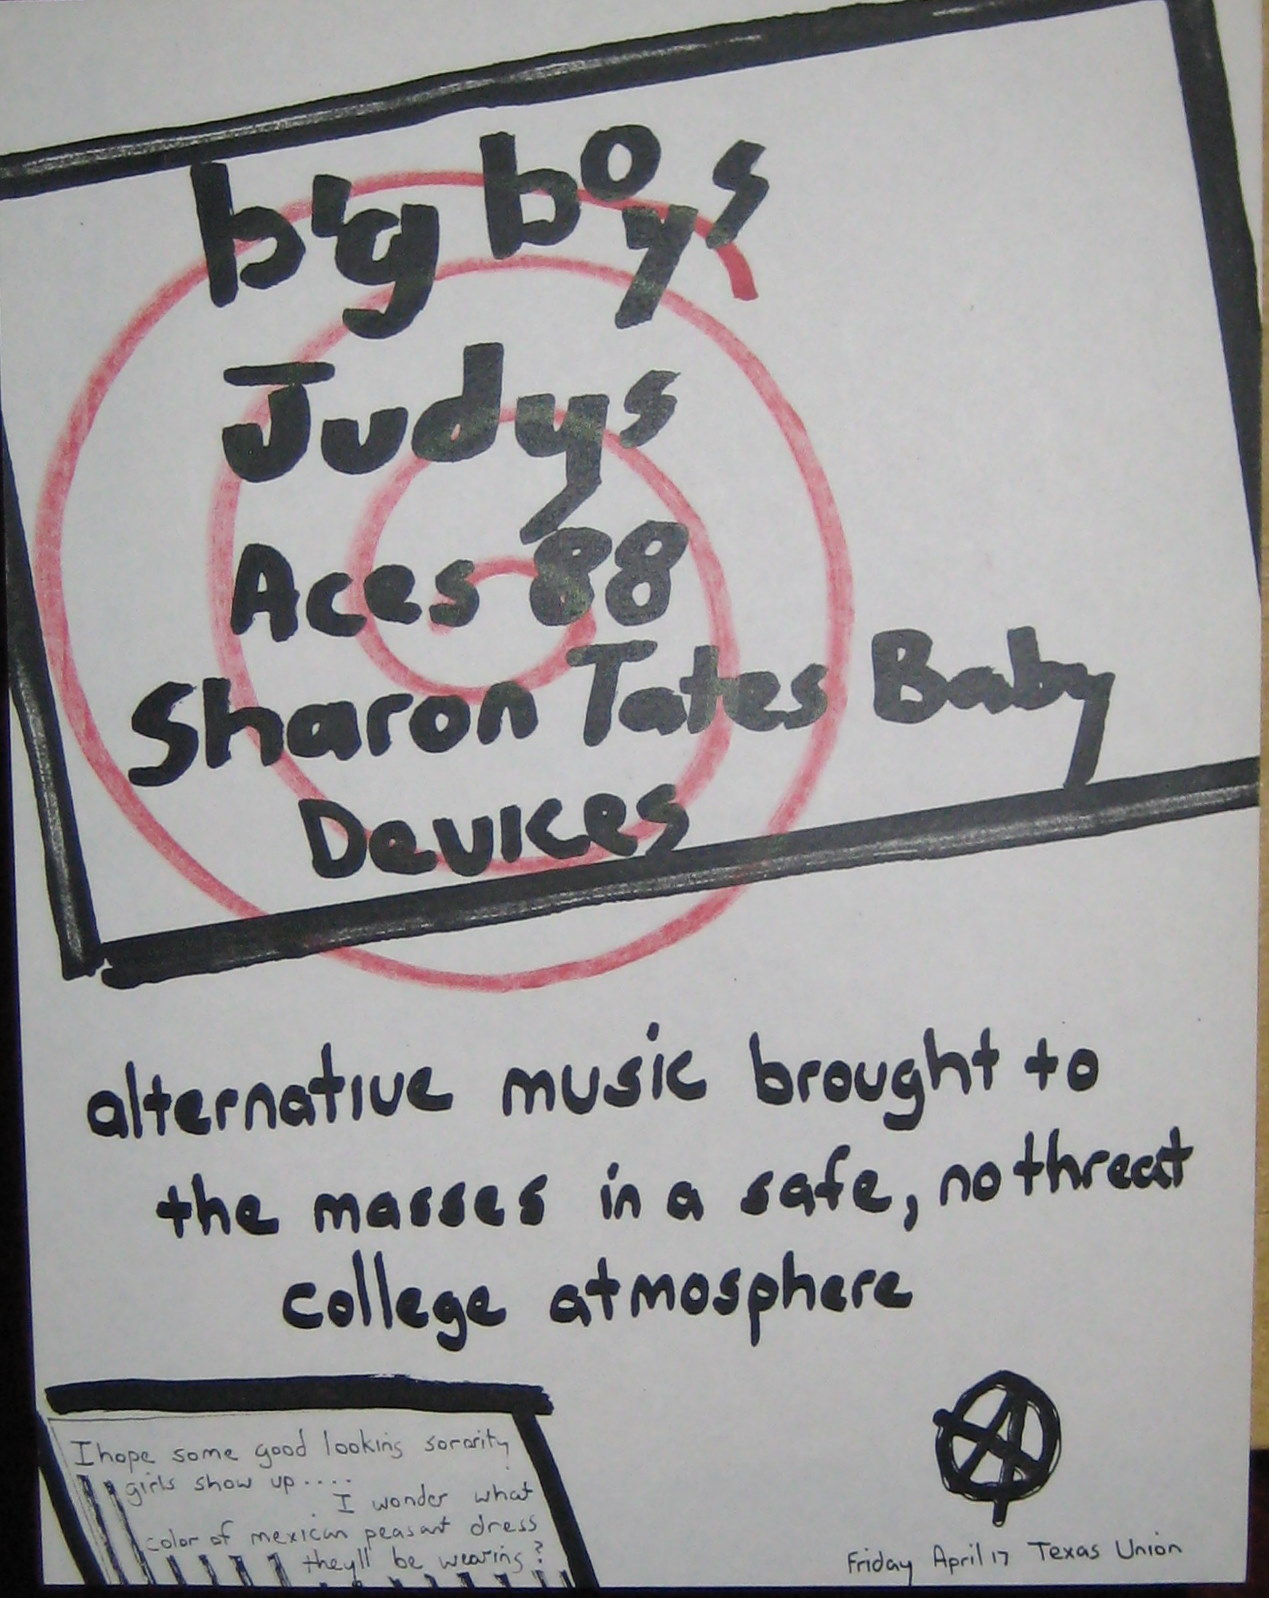 big boys
Judys
Aces 88
Sharon Tates Baby
Devices
alternative music brought to
the masses in a safe, no threat
college atmosphere
I hope some good looking sorority
girls show up....
I wonder what
color of mexican peasant dress
they'll be wearing?
A
Friday April 17 Texas Union